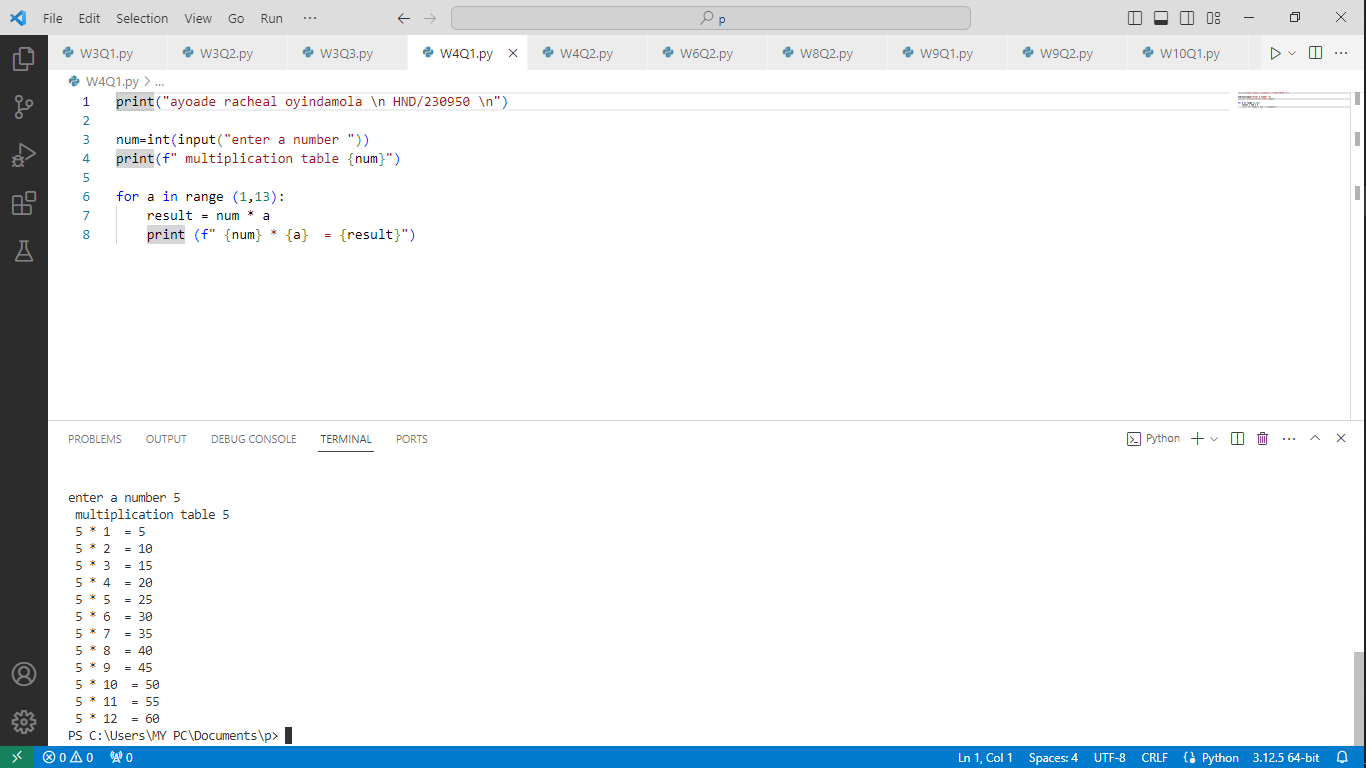 File Edit Selection View Go Run ··· p
W3Q1.py W3Q2.py W3Q3.py W4Q1.py W4Q2.py W6Q2.py W8Q2.py W9Q1.py W9Q2.py W10Q1.py
W4Q1.py > ...
1 print("ayoade racheal oyindamola \n HND/230950 \n")
2
3 num=int(input("enter a number "))
4 print(f" multiplication table {num}")
5
6 for a in range (1,13):
7     result = num * a
8     print (f" {num} * {a}  = {result}")
PROBLEMS OUTPUT DEBUG CONSOLE TERMINAL PORTS Python
enter a number 5
 multiplication table 5
 5 * 1  = 5
 5 * 2  = 10
 5 * 3  = 15
 5 * 4  = 20
 5 * 5  = 25
 5 * 6  = 30
 5 * 7  = 35
 5 * 8  = 40
 5 * 9  = 45
 5 * 10  = 50
 5 * 11  = 55
 5 * 12  = 60
PS C:\Users\MY PC\Documents\p>
0 0 0 Ln 1, Col 1 Spaces: 4 UTF-8 CRLF Python 3.12.5 64-bit